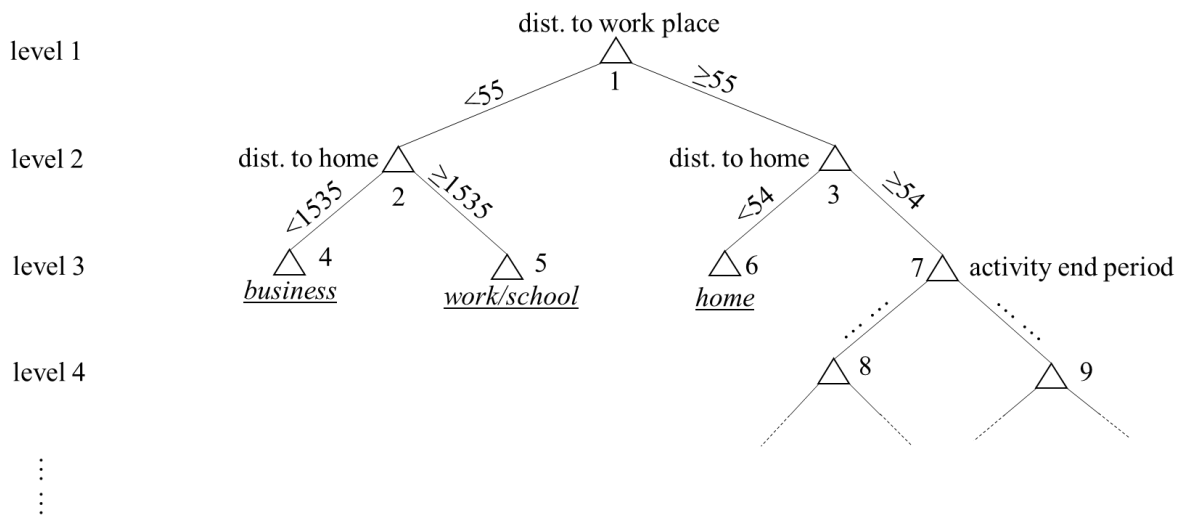 dist. to work place
level 1
1
<55
≥55
level 2
dist. to home
2
dist. to home
3
<1535
≥1535
<54
≥54
level 3
4
business
5
work/school
6
home
7
activity end period
level 4
8
9